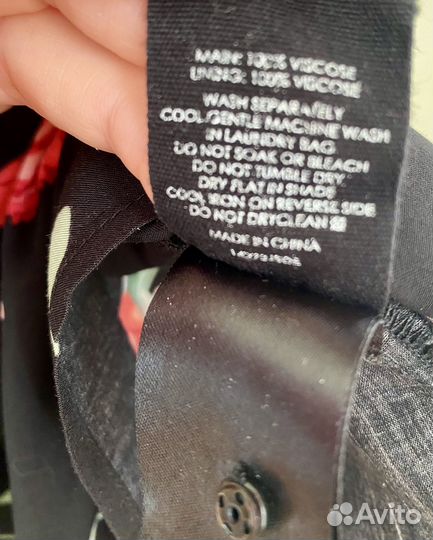 MAIN: 100% VISCOSE
LINING: 100% VISCOSE
WASH SEPARATELY
COOL GENTLE MACHINE WASH
IN LAUNDRY BAG
DO NOT SOAK OR BLEACH
DO NOT TUMBLE DRY
DRY FLAT IN SHADE
COOL IRON ON REVERSE SIDE
DO NOT DRYCLEAN
MADE IN CHINA
Avito